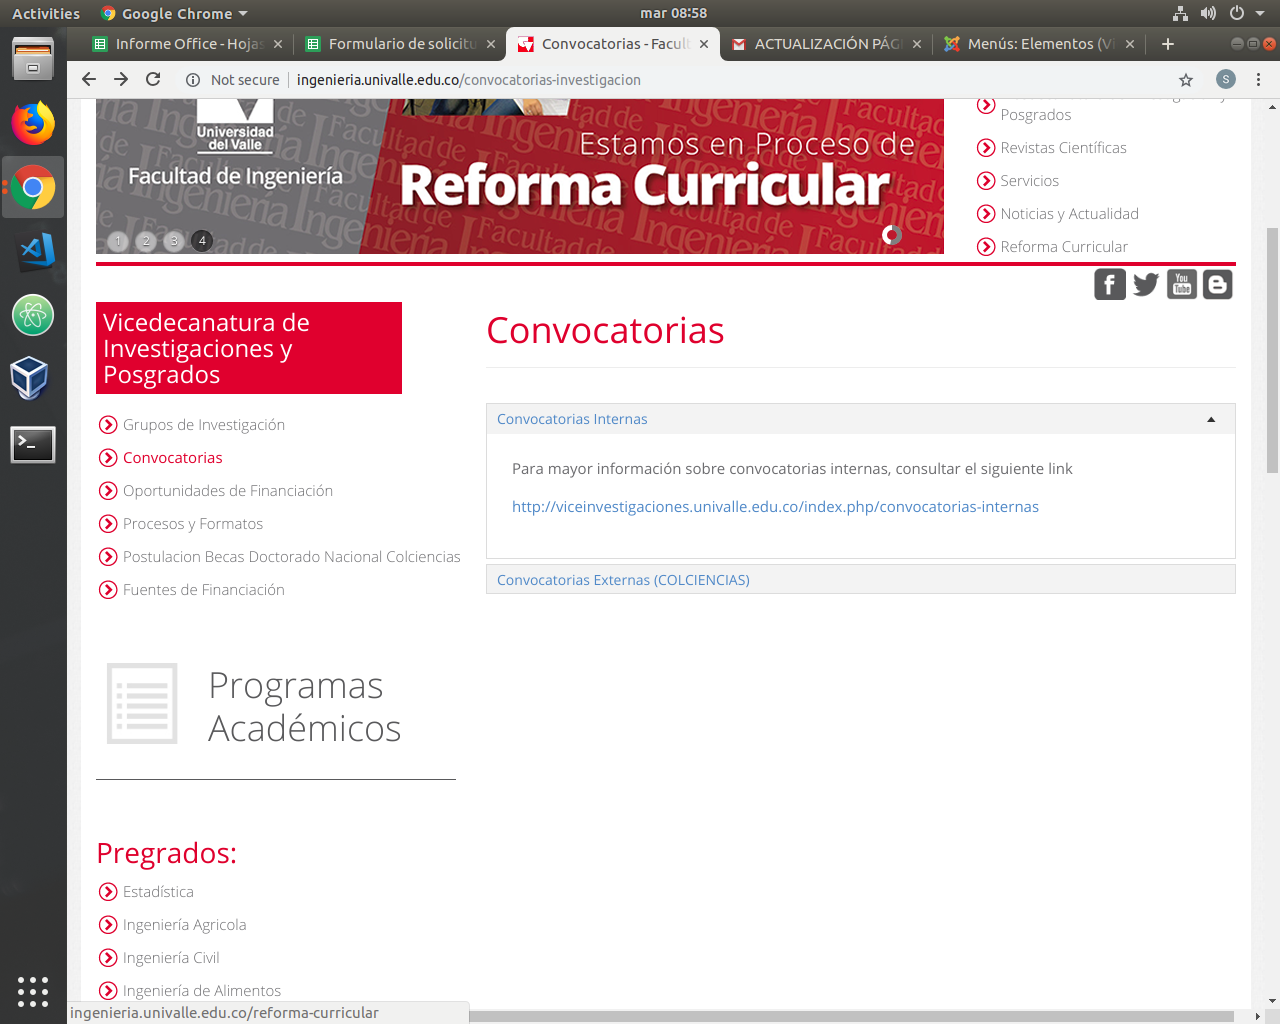 Activities
Google Chrome
mar 08:58
Informe Office - Hojas
Formulario de solicitu
Convocatorias - Facult
ACTUALIZACIÓN PÁG
Menús: Elementos (Vi
Not secure
ingenieria.univalle.edu.co/convocatorias-investigacion
S
Universidad
del Valle
Facultad de Ingeniería
Estamos en Proceso de
Reforma Curricular
1 2 3 4
Posgrados
Revistas Científicas
Servicios
Noticias y Actualidad
Reforma Curricular
You
Tube
Vicedecanatura de
Investigaciones y
Posgrados
Grupos de Investigación
Convocatorias
Oportunidades de Financiación
Procesos y Formatos
Postulacion Becas Doctorado Nacional Colciencias
Fuentes de Financiación
Convocatorias
Convocatorias Internas
Para mayor información sobre convocatorias internas, consultar el siguiente link
http://viceinvestigaciones.univalle.edu.co/index.php/convocatorias-internas
Convocatorias Externas (COLCIENCIAS)
Programas
Académicos
Pregrados:
Estadística
Ingeniería Agricola
Ingeniería Civil
Ingeniería de Alimentos
ingenieria.univalle.edu.co/reforma-curricular